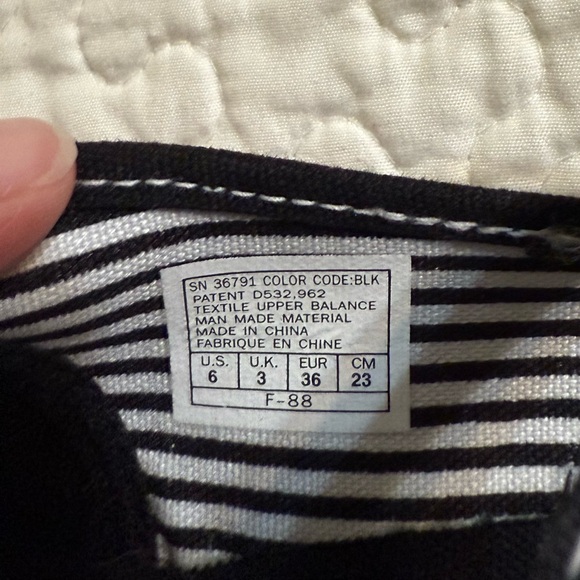 SN 36791 COLOR CODE:BLK
PATENT D532,962
TEXTILE UPPER BALANCE
MAN MADE MATERIAL
MADE IN CHINA
FABRIQUE EN CHINE
U.S. U.K. EUR CM
6 3 36 23
F-88